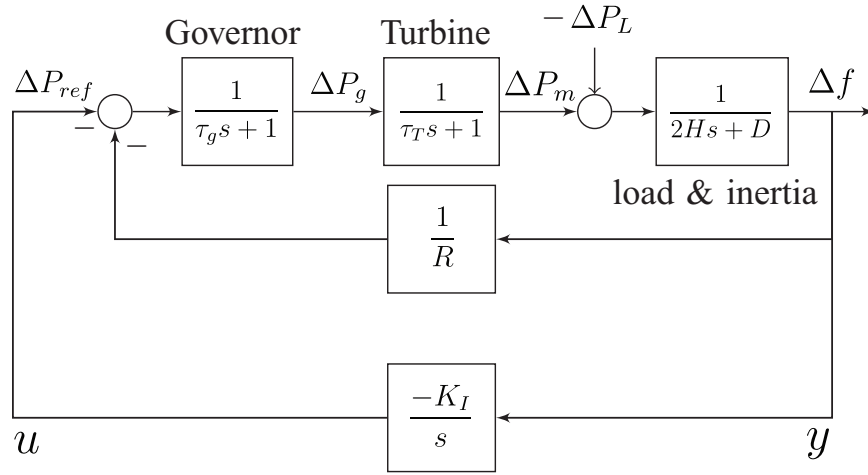 Governor
Turbine
− ΔP_L
ΔP_ref
−
−
1
τ_g s + 1
ΔP_g
1
τ_T s + 1
ΔP_m
1
2Hs + D
Δf
load & inertia
1
R
−K_I
s
u
y